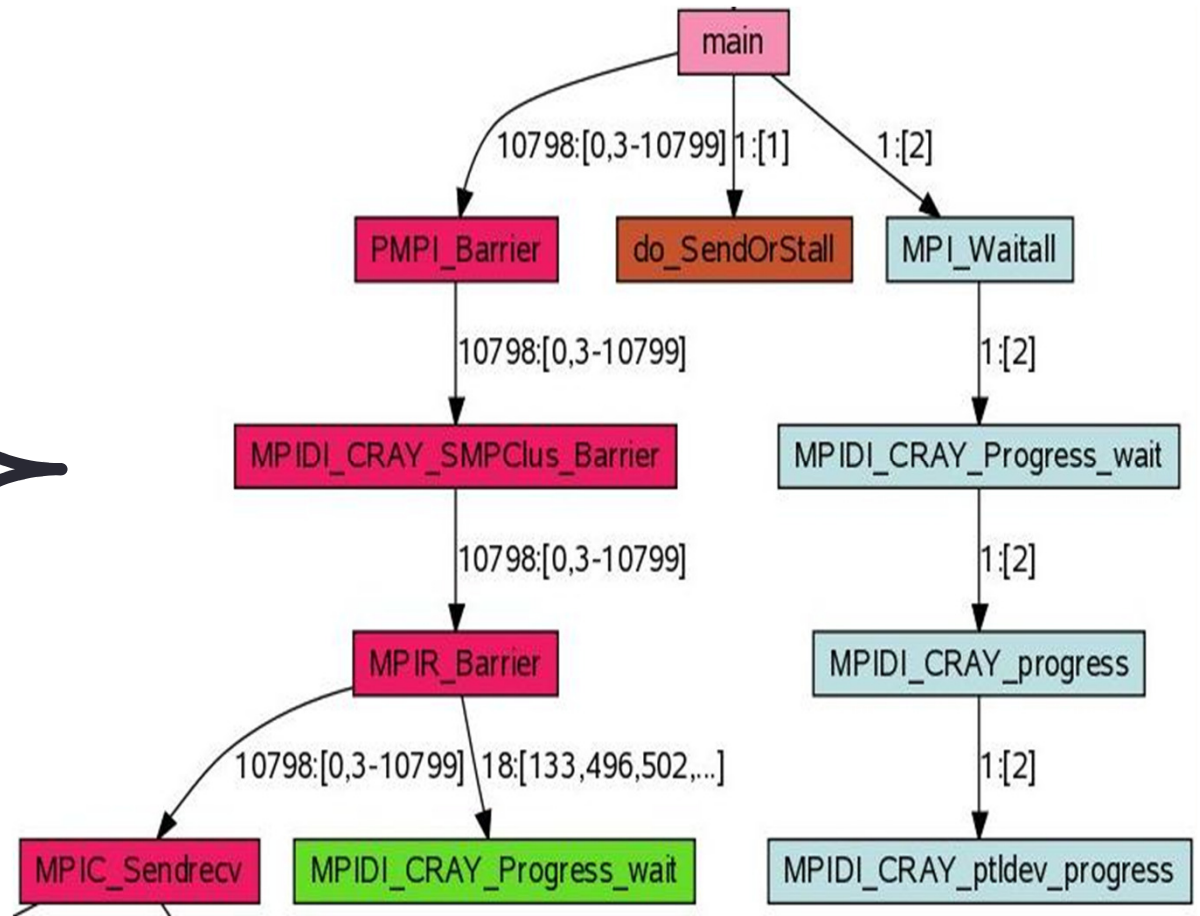 main
10798:[0,3-10799]
1:[1]
1:[2]
PMPI_Barrier
do_SendOrStall
MPI_Waitall
10798:[0,3-10799]
1:[2]
MPIDI_CRAY_SMPClus_Barrier
MPIDI_CRAY_Progress_wait
10798:[0,3-10799]
1:[2]
MPIR_Barrier
MPIDI_CRAY_progress
10798:[0,3-10799]
18:[133,496,502,...]
1:[2]
MPIC_Sendrecv
MPIDI_CRAY_Progress_wait
MPIDI_CRAY_ptldev_progress